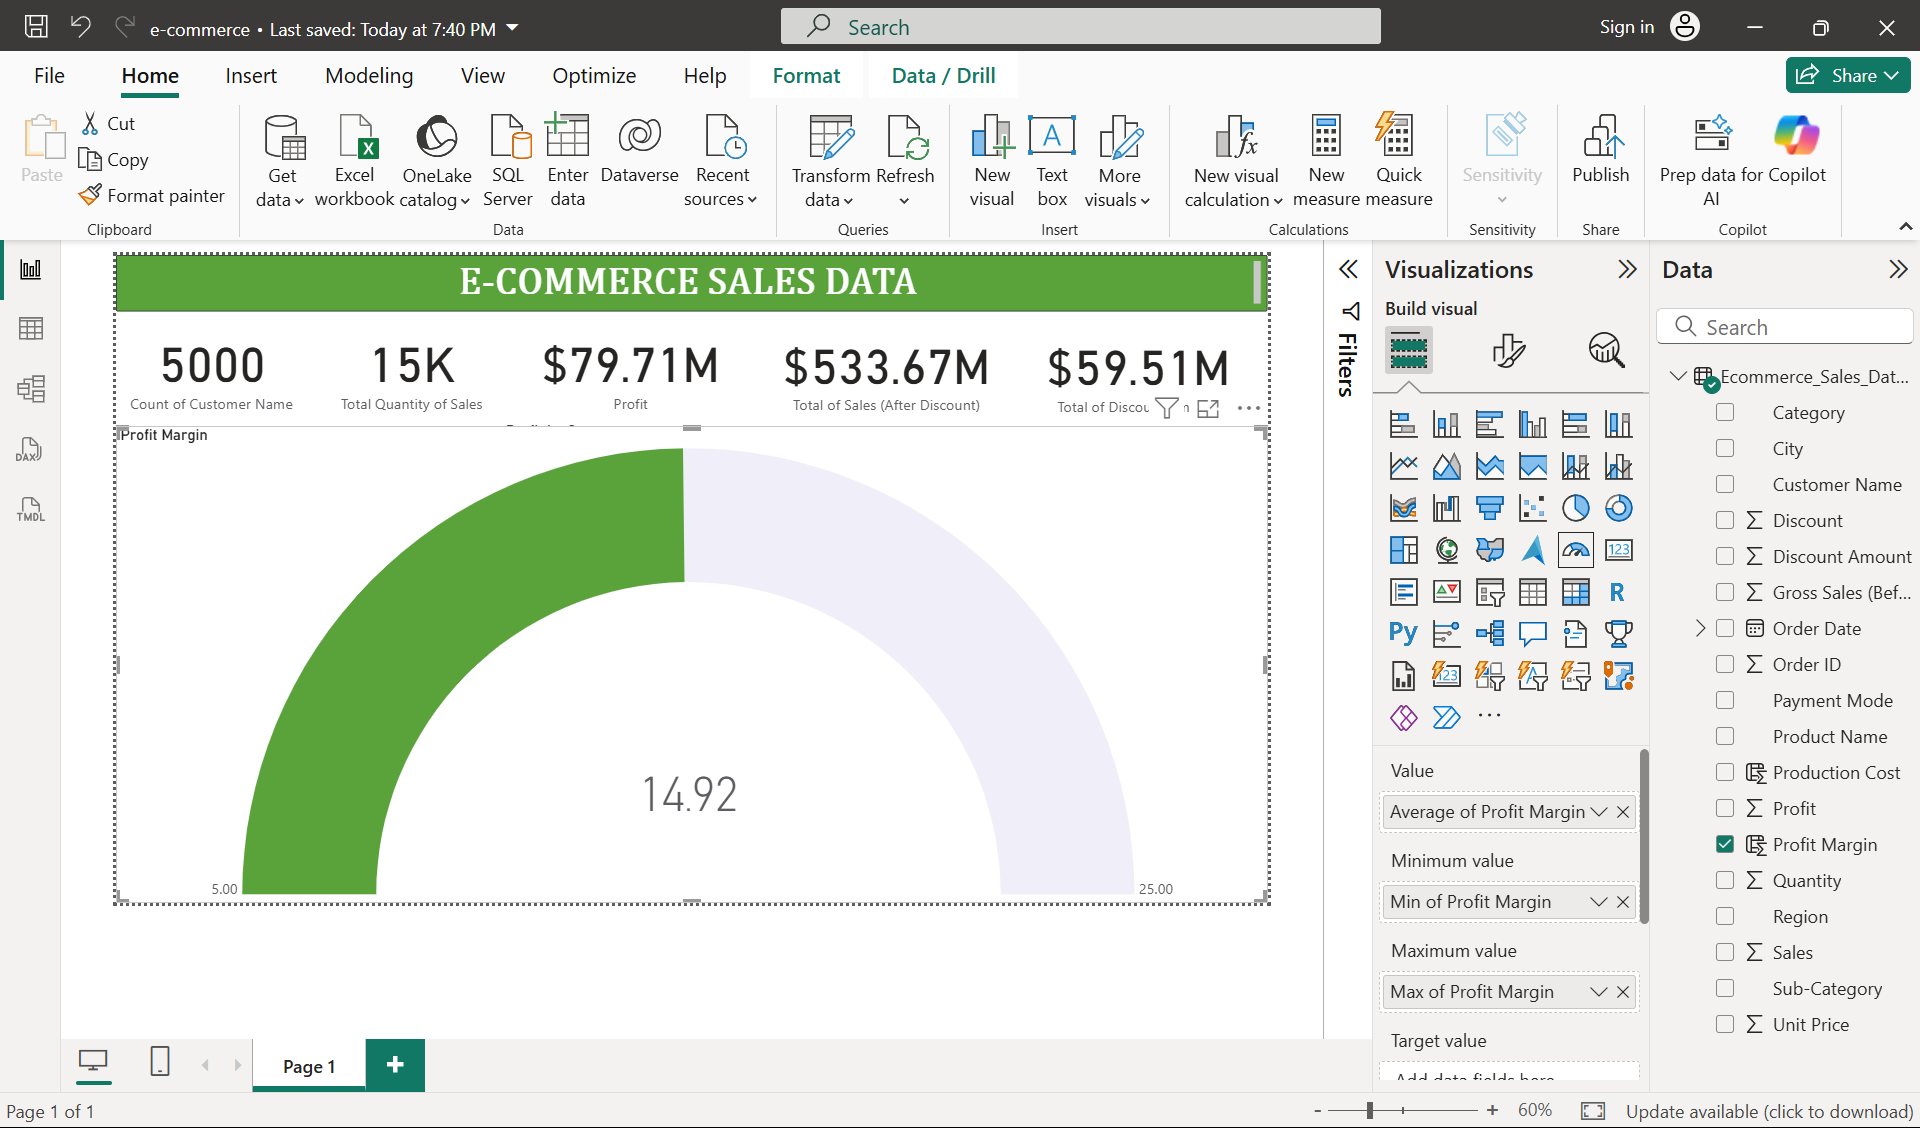 e-commerce • Last saved: Today at 7:40 PM
Search
Sign in
File Home Insert Modeling View Optimize Help Format Data / Drill
Share
Paste
Cut
Copy
Format painter
Clipboard
Get data
Excel workbook
OneLake catalog
SQL Server
Enter data
Dataverse
Recent sources
Data
Transform data
Refresh
Queries
New visual
Text box
More visuals
Insert
New visual calculation
New measure
Quick measure
Calculations
Sensitivity
Sensitivity
Publish
Share
Prep data for AI
Copilot
Copilot
DAX
TMDL
E-COMMERCE SALES DATA
5000
Count of Customer Name
15K
Total Quantity of Sales
$79.71M
Profit
$533.67M
Total of Sales (After Discount)
$59.51M
Total of Discou
Profit Margin
14.92
5.00
25.00
Filters
Visualizations
Build visual
123
R
Py
123
Value
Average of Profit Margin
Minimum value
Min of Profit Margin
Maximum value
Max of Profit Margin
Target value
Add data fields here
Data
Search
Ecommerce_Sales_Dat...
Category
City
Customer Name
Discount
Discount Amount
Gross Sales (Bef...
Order Date
Order ID
Payment Mode
Product Name
Production Cost
Profit
Profit Margin
Quantity
Region
Sales
Sub-Category
Unit Price
Page 1
Page 1 of 1
60%
Update available (click to download)